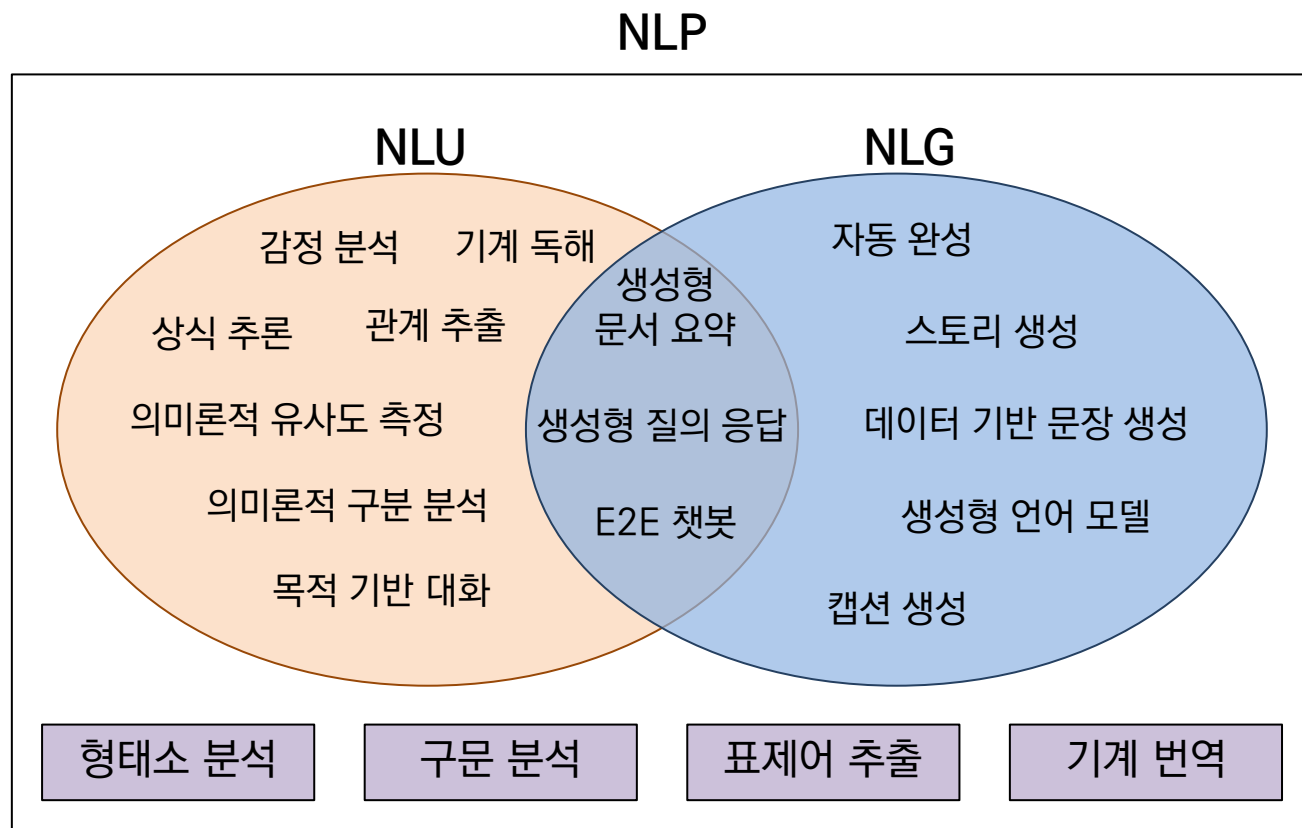 NLP
NLU
NLG
감정 분석
기계 독해
상식 추론
관계 추출
의미론적 유사도 측정
의미론적 구분 분석
목적 기반 대화
생성형
문서 요약
생성형 질의 응답
E2E 챗봇
자동 완성
스토리 생성
데이터 기반 문장 생성
생성형 언어 모델
캡션 생성
형태소 분석
구문 분석
표제어 추출
기계 번역